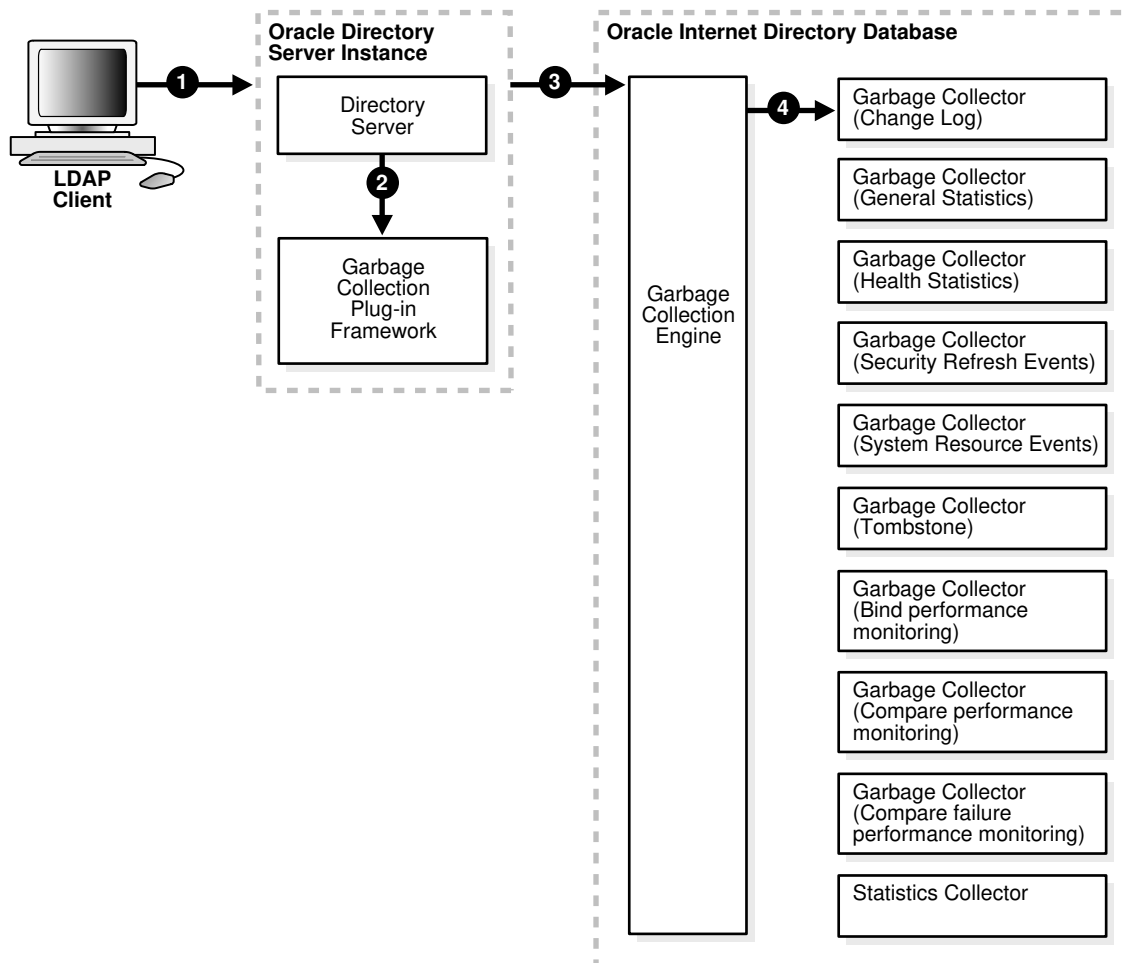 LDAP
Client
1
Oracle Directory
Server Instance
Directory
Server
2
Garbage
Collection
Plug-in
Framework
3
Oracle Internet Directory Database
Garbage
Collection
Engine
4
Garbage Collector
(Change Log)
Garbage Collector
(General Statistics)
Garbage Collector
(Health Statistics)
Garbage Collector
(Security Refresh Events)
Garbage Collector
(System Resource Events)
Garbage Collector
(Tombstone)
Garbage Collector
(Bind performance
monitoring)
Garbage Collector
(Compare performance
monitoring)
Garbage Collector
(Compare failure
performance monitoring)
Statistics Collector